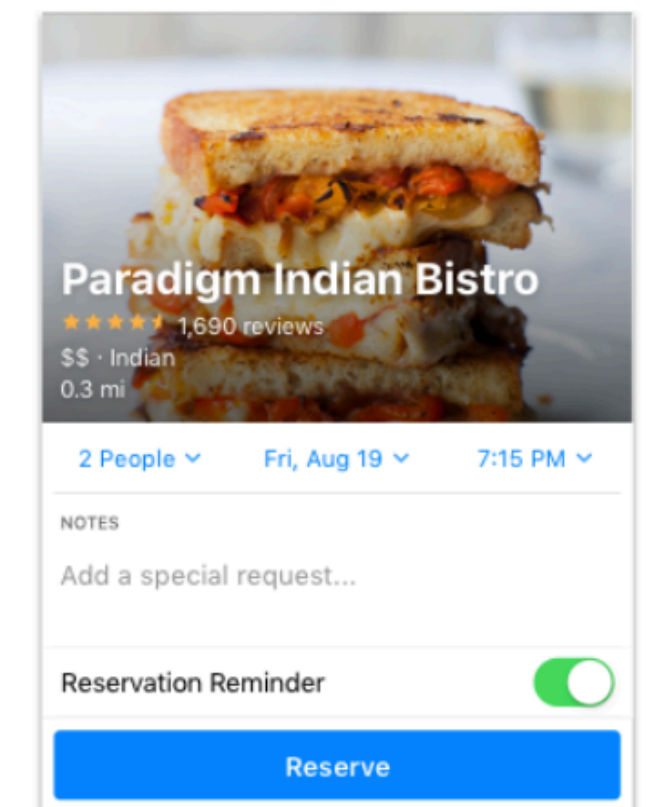 Paradigm Indian Bistro
1,690 reviews
$$ · Indian
0.3 mi
2 People Fri, Aug 19 7:15 PM
NOTES
Add a special request...
Reservation Reminder
Reserve